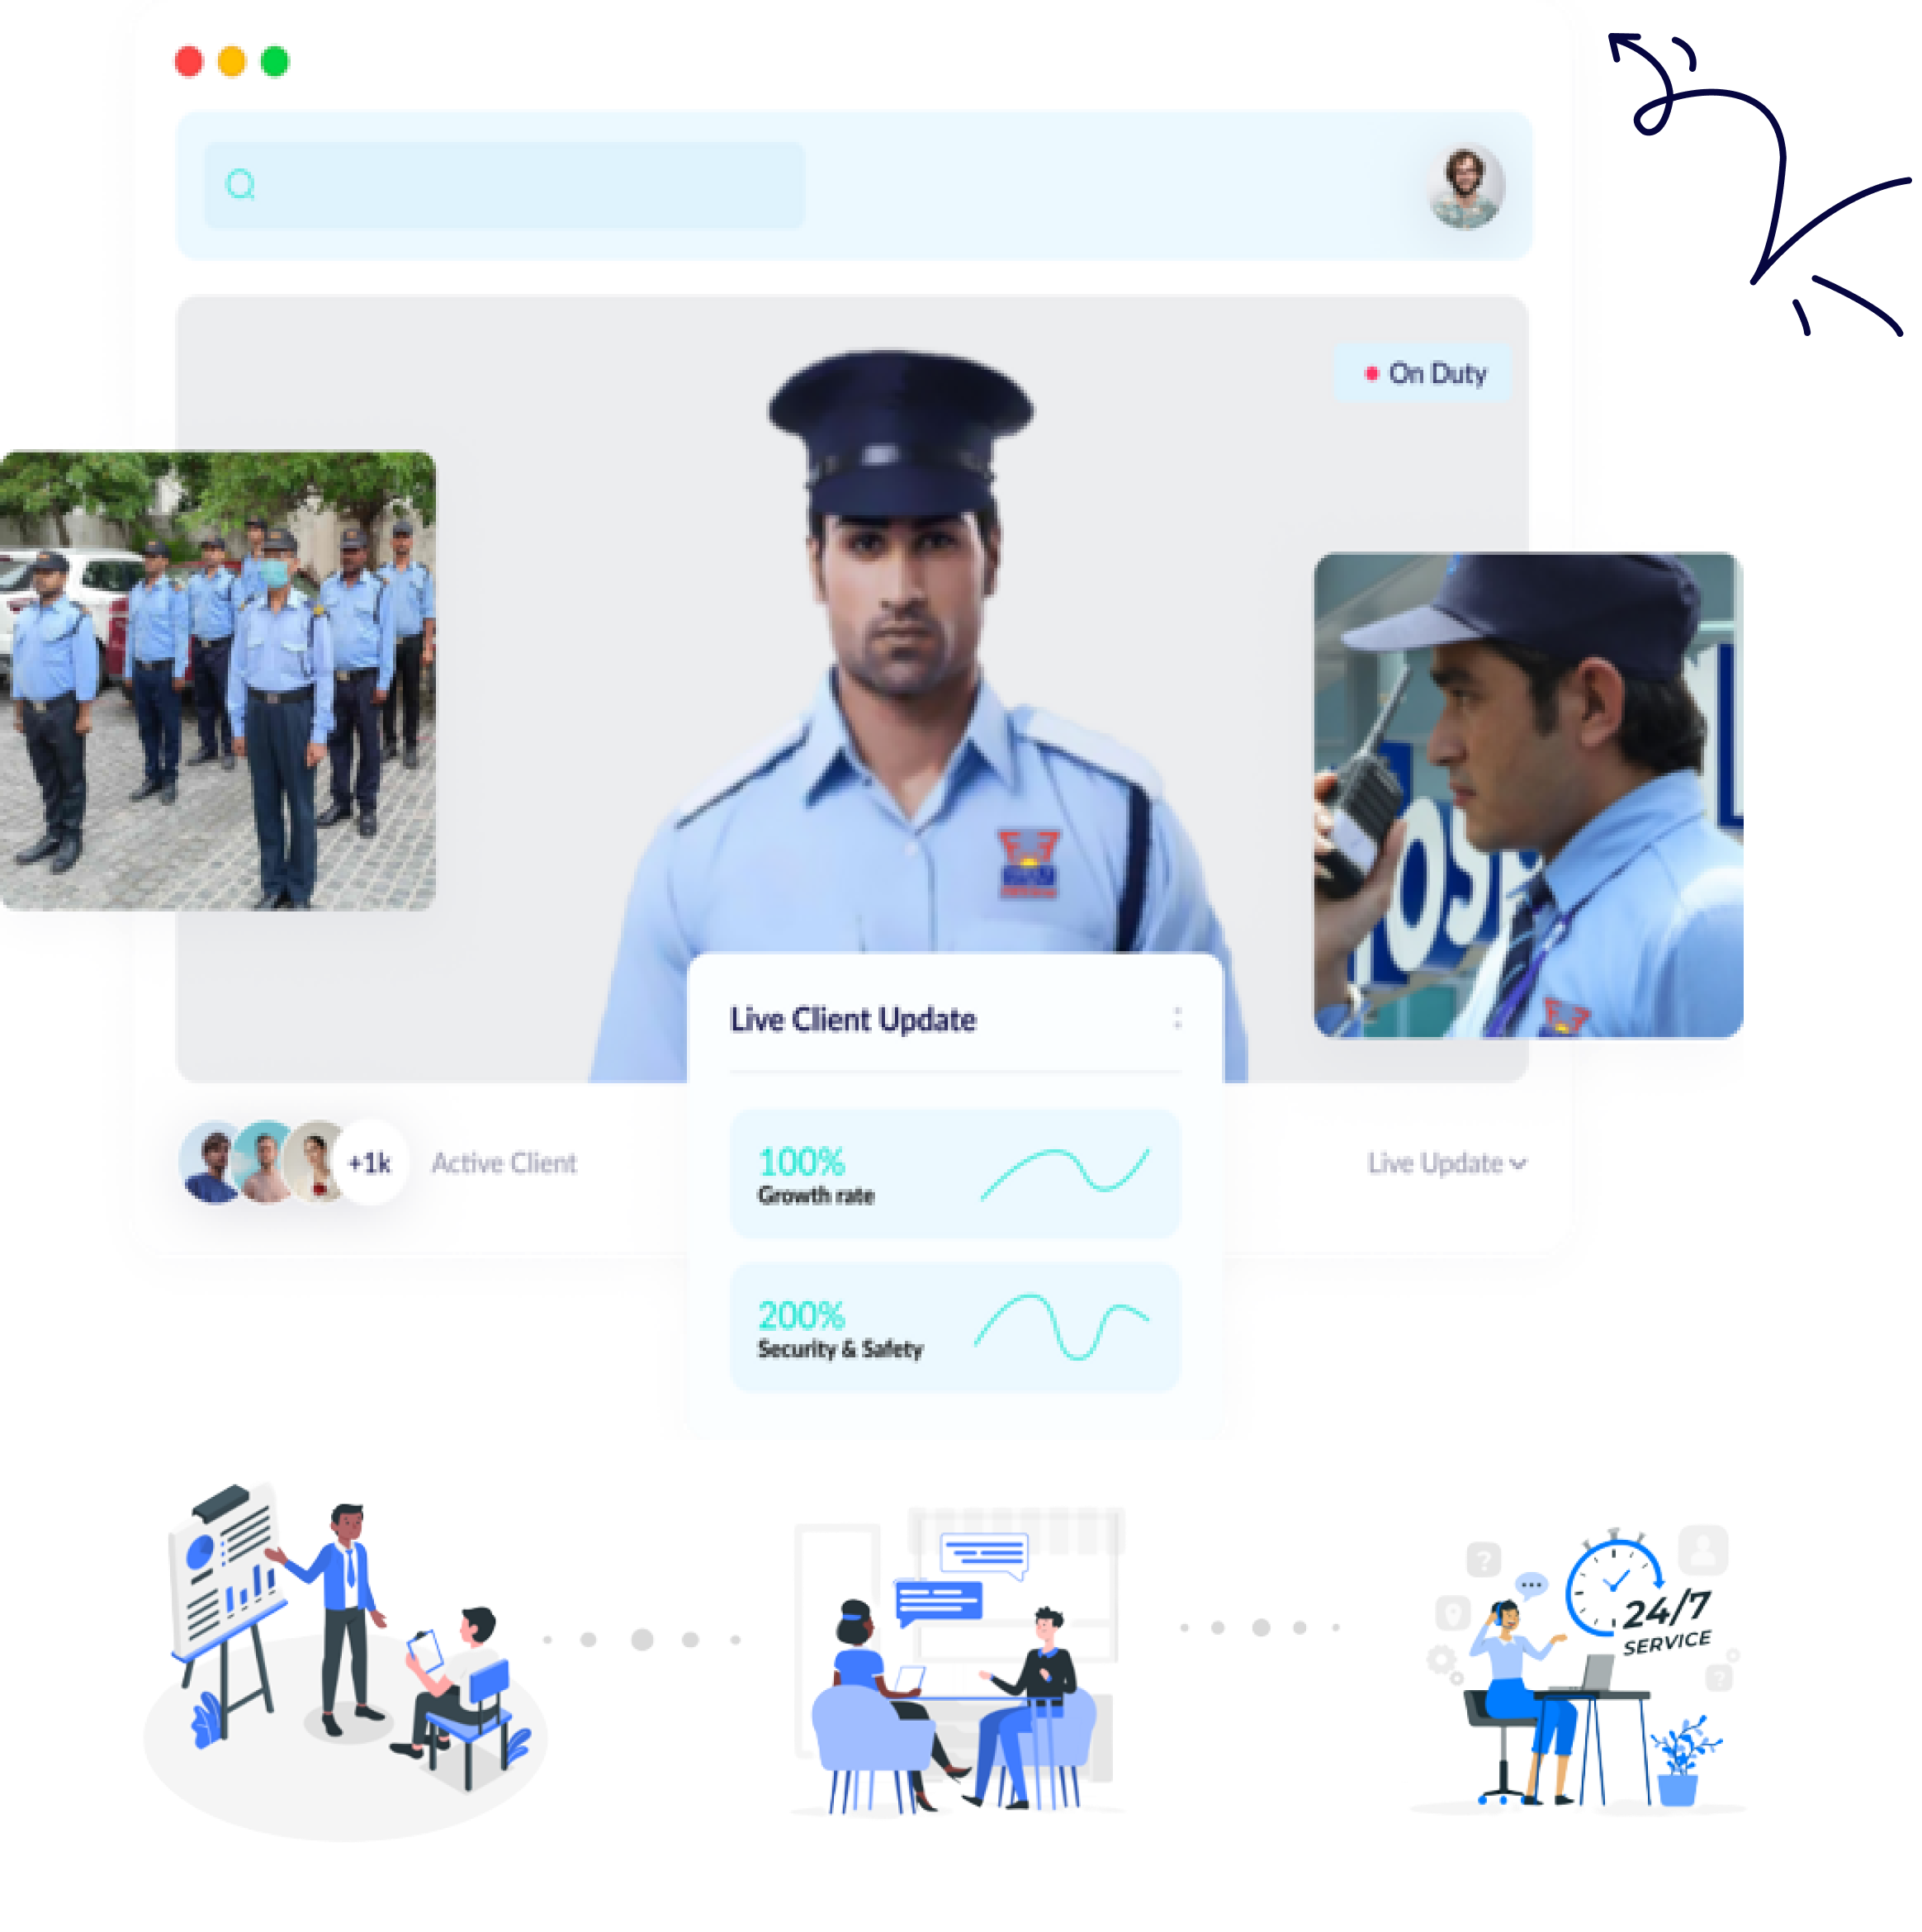 On Duty
OSP
Live Client Update
+1k
Active Client
Live Update
100%
Growth rate
200%
Security & Safety
24/7
SERVICE